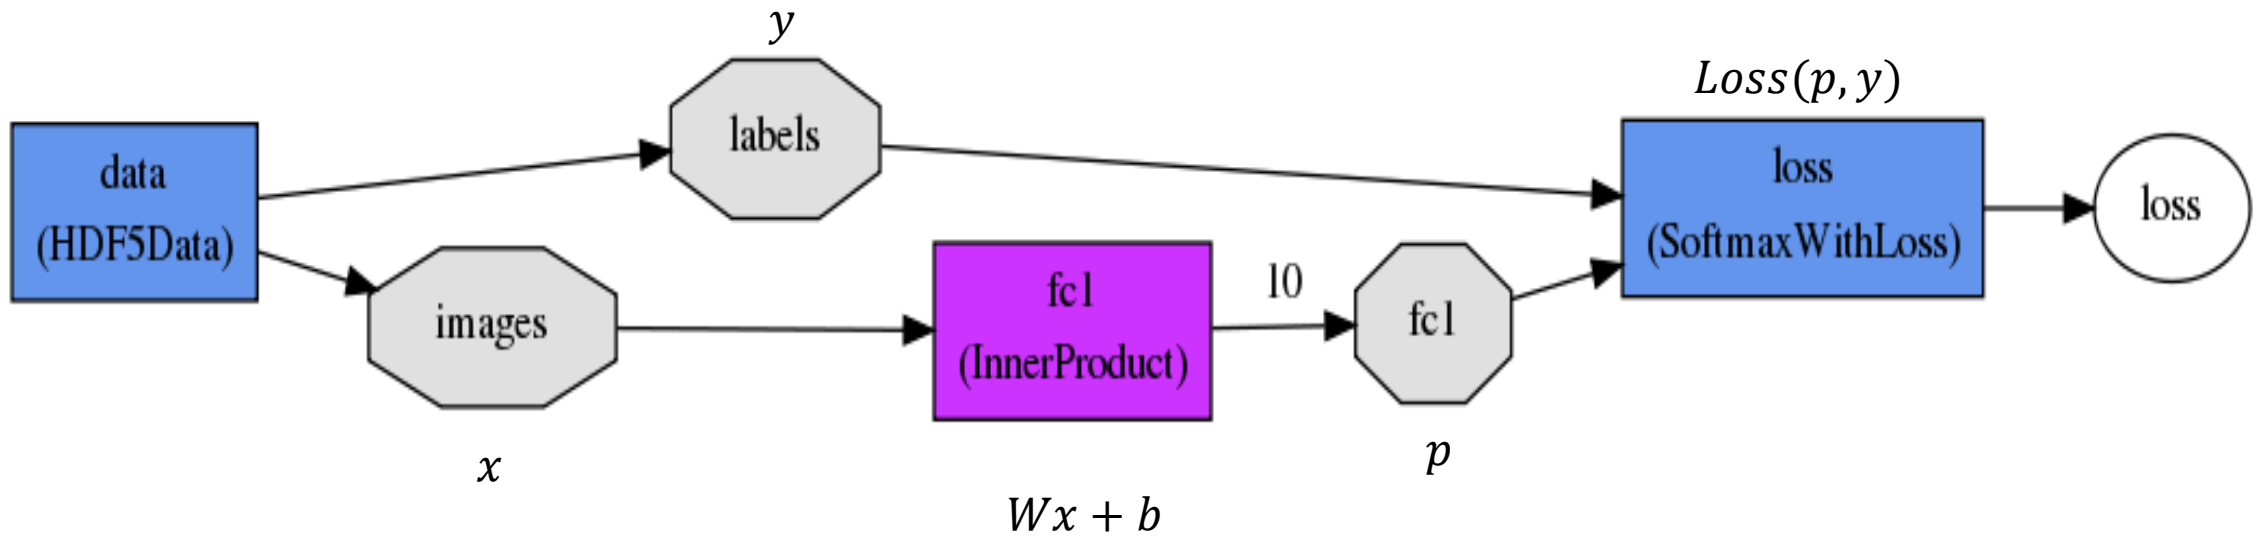 y
labels
Loss(p, y)
data
(HDF5Data)
loss
(SoftmaxWithLoss)
loss
images
x
fc1
(InnerProduct)
Wx + b
10
fc1
p